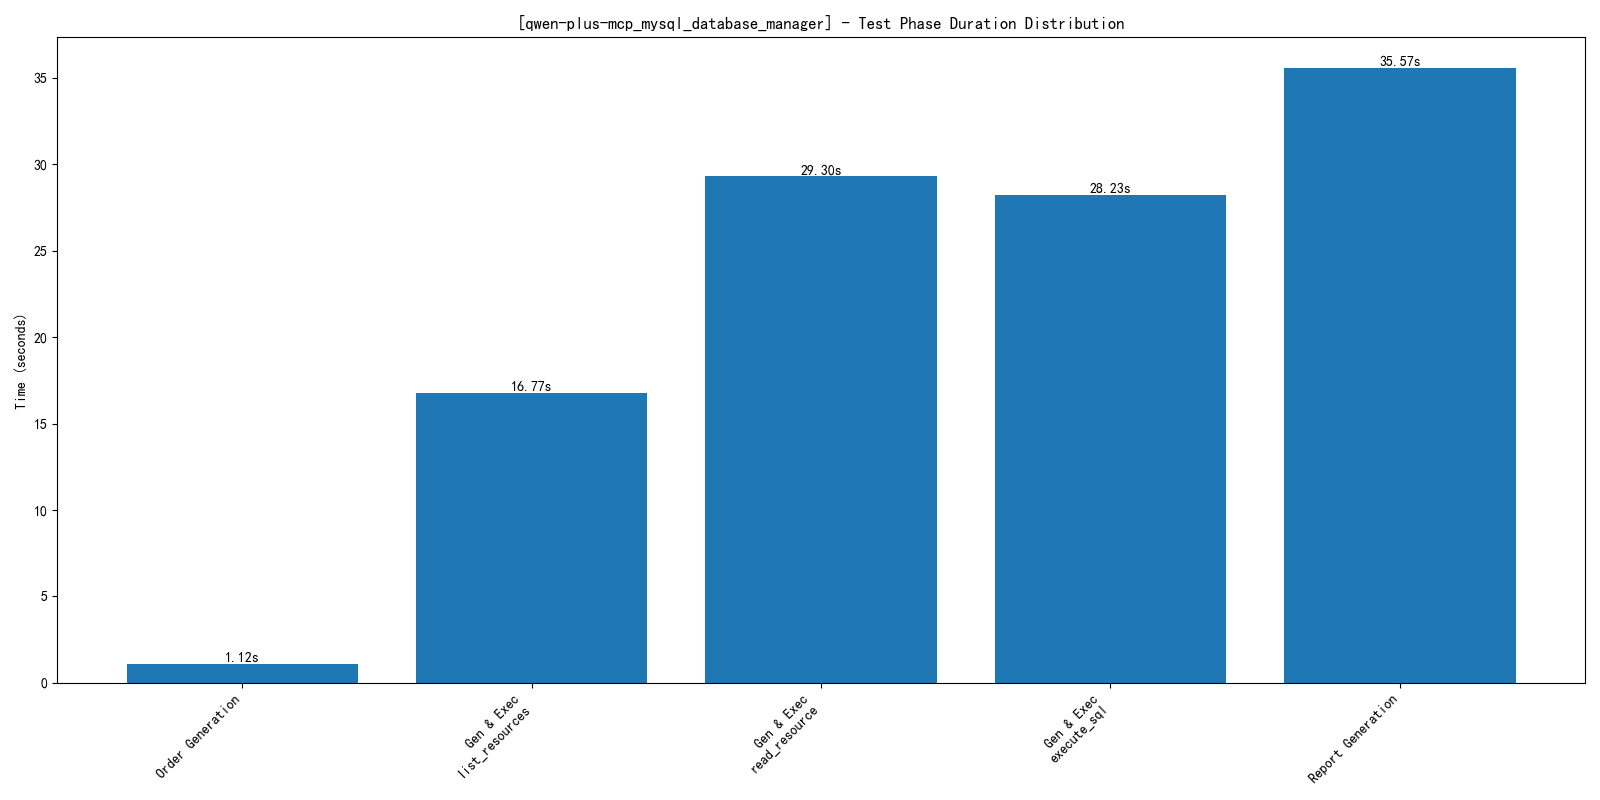 [qwen-plus-mcp_mysql_database_manager] - Test Phase Duration Distribution
Time (seconds)
35
30
25
20
15
10
5
0
1.12s
16.77s
29.30s
28.23s
35.57s
Order Generation
Gen & Exec
list_resources
Gen & Exec
read_resource
Gen & Exec
execute_sql
Report Generation